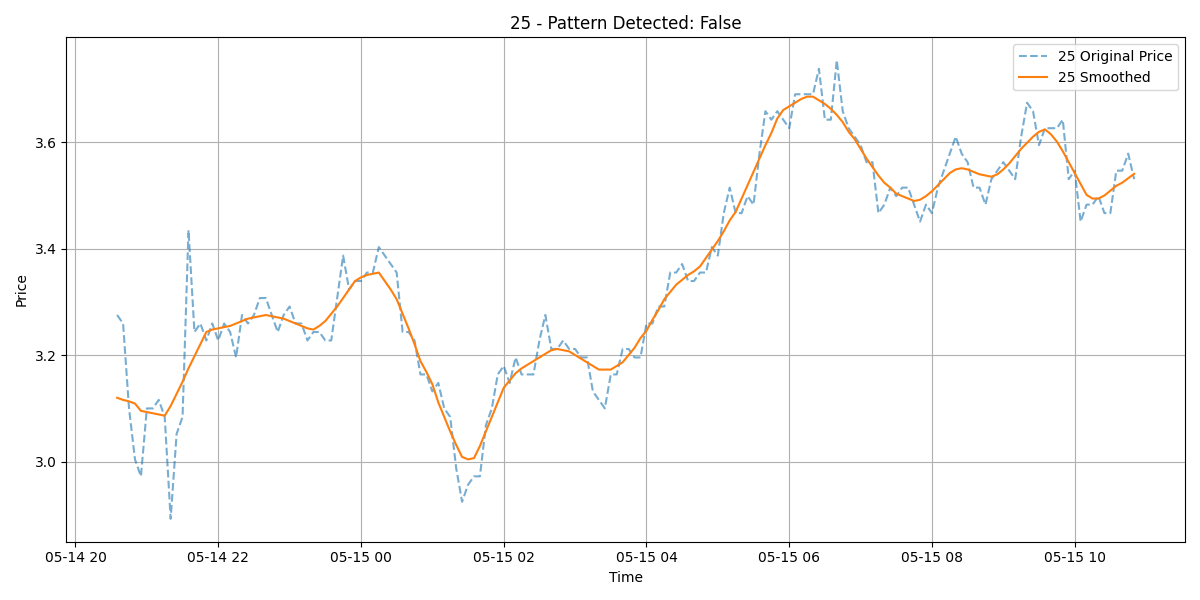 25 - Pattern Detected: False
25 Original Price
25 Smoothed
Price
3.6
3.4
3.2
3.0
05-14 20 05-14 22 05-15 00 05-15 02 05-15 04 05-15 06 05-15 08 05-15 10
Time